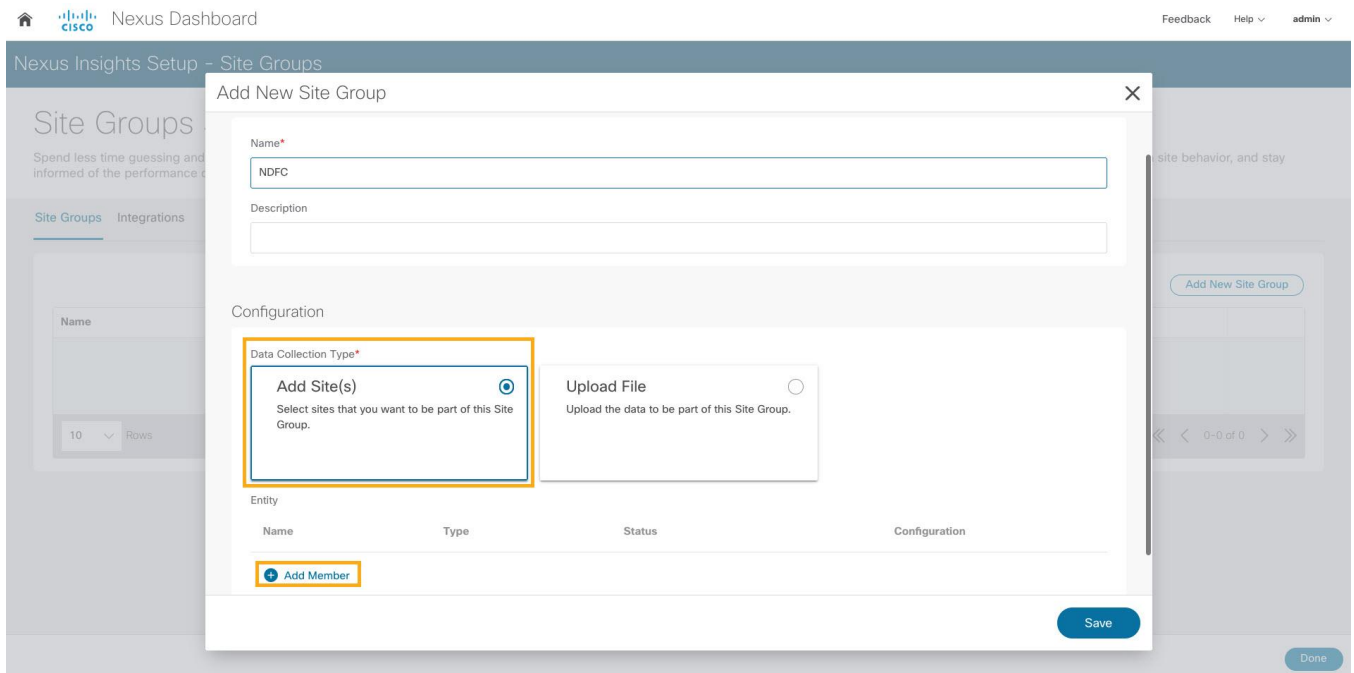 CISCO Nexus Dashboard Feedback Help admin
Nexus Insights Setup - Site Groups
Add New Site Group
Site Groups
Name*
Spend less time guessing and
site behavior, and stay
informed of the performance
NDFC
Description
Site Groups Integrations
Add New Site Group
Configuration
Name
Data Collection Type*
Add Site(s)
Select sites that you want to be part of this Site
Group.
Upload File
Upload the data to be part of this Site Group.
10 Rows
0-0 of 0
Entity
Name Type Status Configuration
Add Member
Save
Done